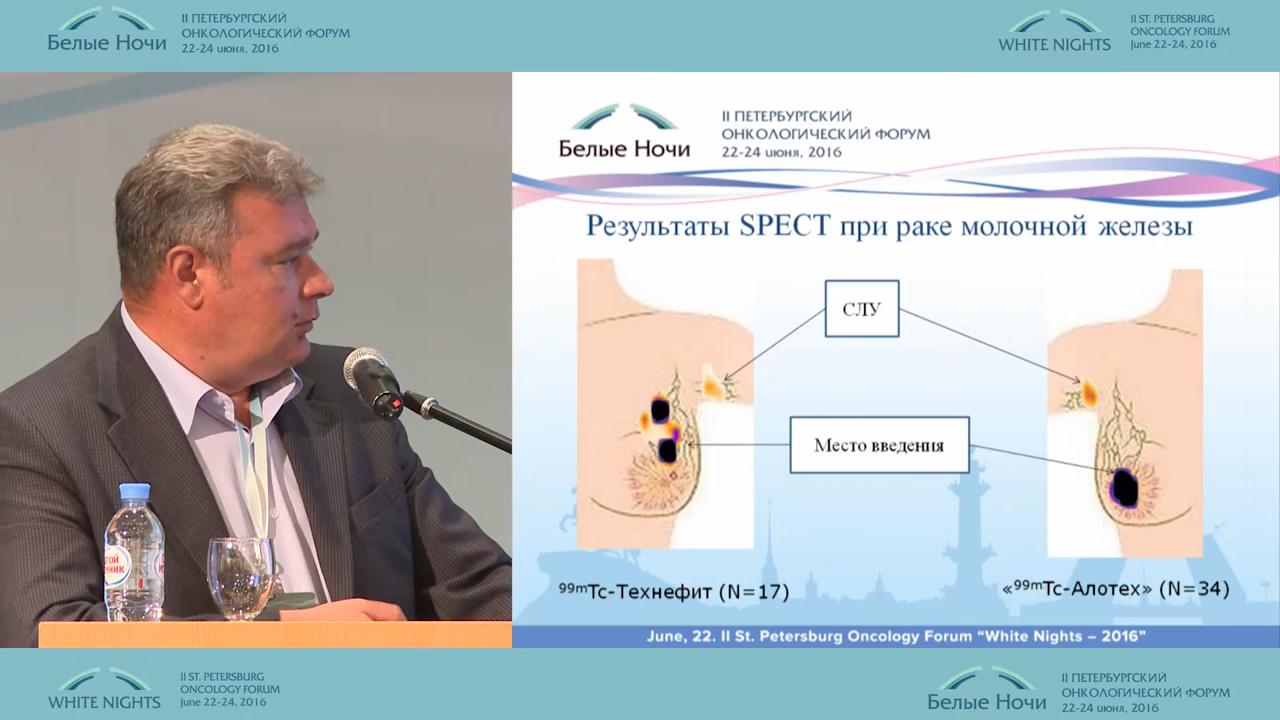 Белые Ночи
II ПЕТЕРБУРГСКИЙ
ОНКОЛОГИЧЕСКИЙ ФОРУМ
22-24 июня, 2016
WHITE NIGHTS
II ST. PETERSBURG
ONCOLOGY FORUM
June 22-24, 2016
Белые Ночи
II ПЕТЕРБУРГСКИЙ
ОНКОЛОГИЧЕСКИЙ ФОРУМ
22-24 июня, 2016
Результаты SPECT при раке молочной железы
СЛУ
Место введения
⁹⁹ᵐTc-Технефит (N=17)
«⁹⁹ᵐTc-Алотех» (N=34)
June, 22. II St. Petersburg Oncology Forum “White Nights – 2016”
WHITE NIGHTS
II ST. PETERSBURG
ONCOLOGY FORUM
June 22-24, 2016
Белые Ночи
II ПЕТЕРБУРГСКИЙ
ОНКОЛОГИЧЕСКИЙ ФОРУМ
22-24 июня, 2016